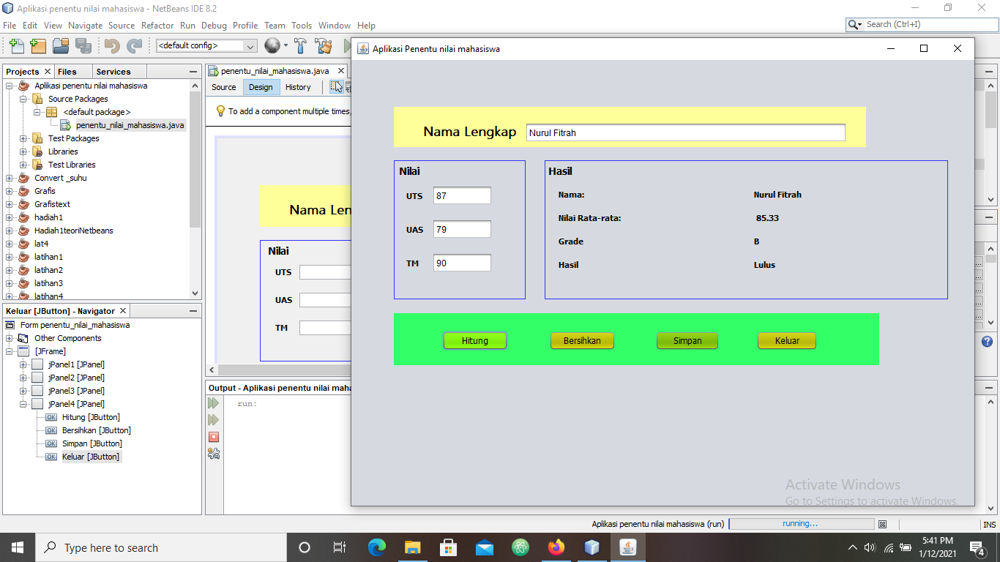 Aplikasi penentu nilai mahasiswa - NetBeans IDE 8.2
File Edit View Navigate Source Refactor Run Debug Profile Team Tools Window Help
Search (Ctrl+I)
<default config>
Projects Files Services
Aplikasi penentu nilai mahasiswa
Source Packages
<default package>
penentu_nilai_mahasiswa.java
Test Packages
Libraries
Test Libraries
Convert _suhu
Grafis
Grafistext
hadiah1
Hadiah1teoriNetbeans
lat4
latihan1
latihan2
latihan3
latihan4
Keluar [JButton] - Navigator
Form penentu_nilai_mahasiswa
Other Components
[JFrame]
jPanel1 [JPanel]
jPanel2 [JPanel]
jPanel3 [JPanel]
jPanel4 [JPanel]
OK Hitung [JButton]
OK Bersihkan [JButton]
OK Simpan [JButton]
OK Keluar [JButton]
penentu_nilai_mahasiswa.java
Source Design History
To add a component multiple times,
Nama Len
Nilai
UTS
UAS
TM
Output - Aplikasi penentu nilai maha
run:
Aplikasi Penentu nilai mahasiswa
Nama Lengkap Nurul Fitrah
Nilai
UTS 87
UAS 79
TM 90
Hasil
Nama: Nurul Fitrah
Nilai Rata-rata: 85.33
Grade B
Hasil Lulus
Hitung Bersihkan Simpan Keluar
Activate Windows
Go to Settings to activate Windows.
Aplikasi penentu nilai mahasiswa (run) running... INS
Type here to search
5:41 PM
1/12/2021
4